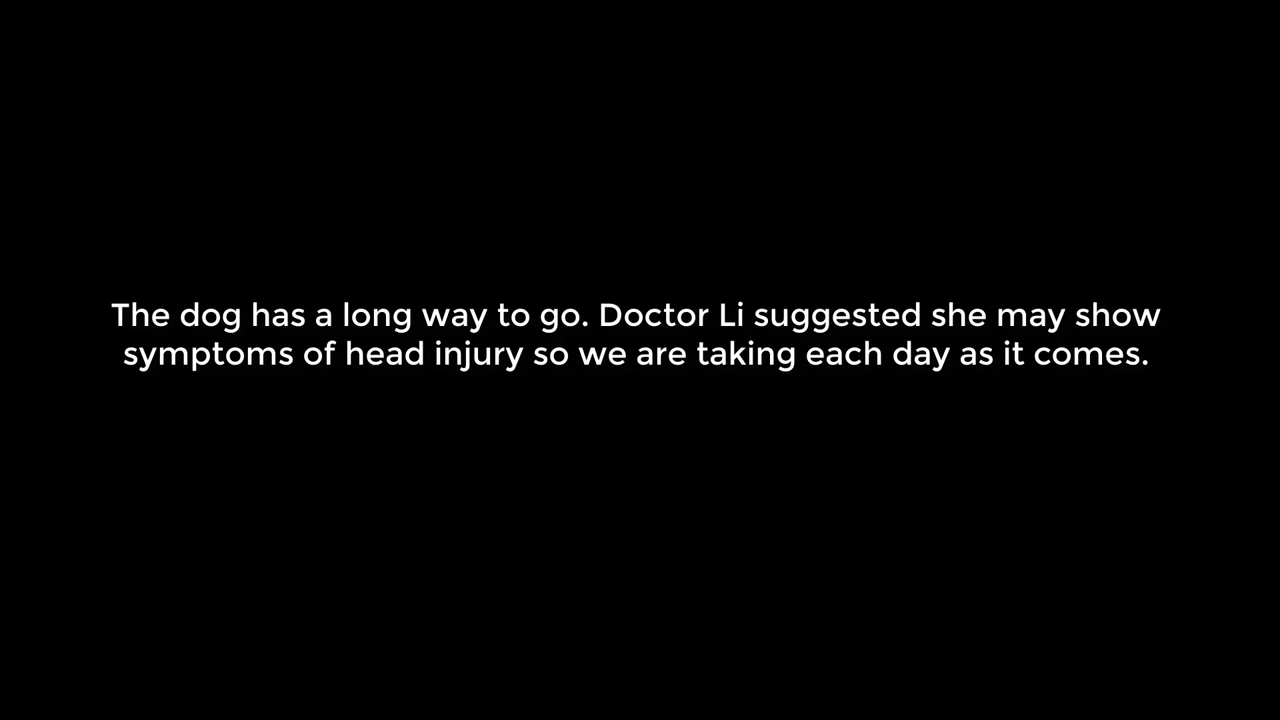 The dog has a long way to go. Doctor Li suggested she may show
symptoms of head injury so we are taking each day as it comes.